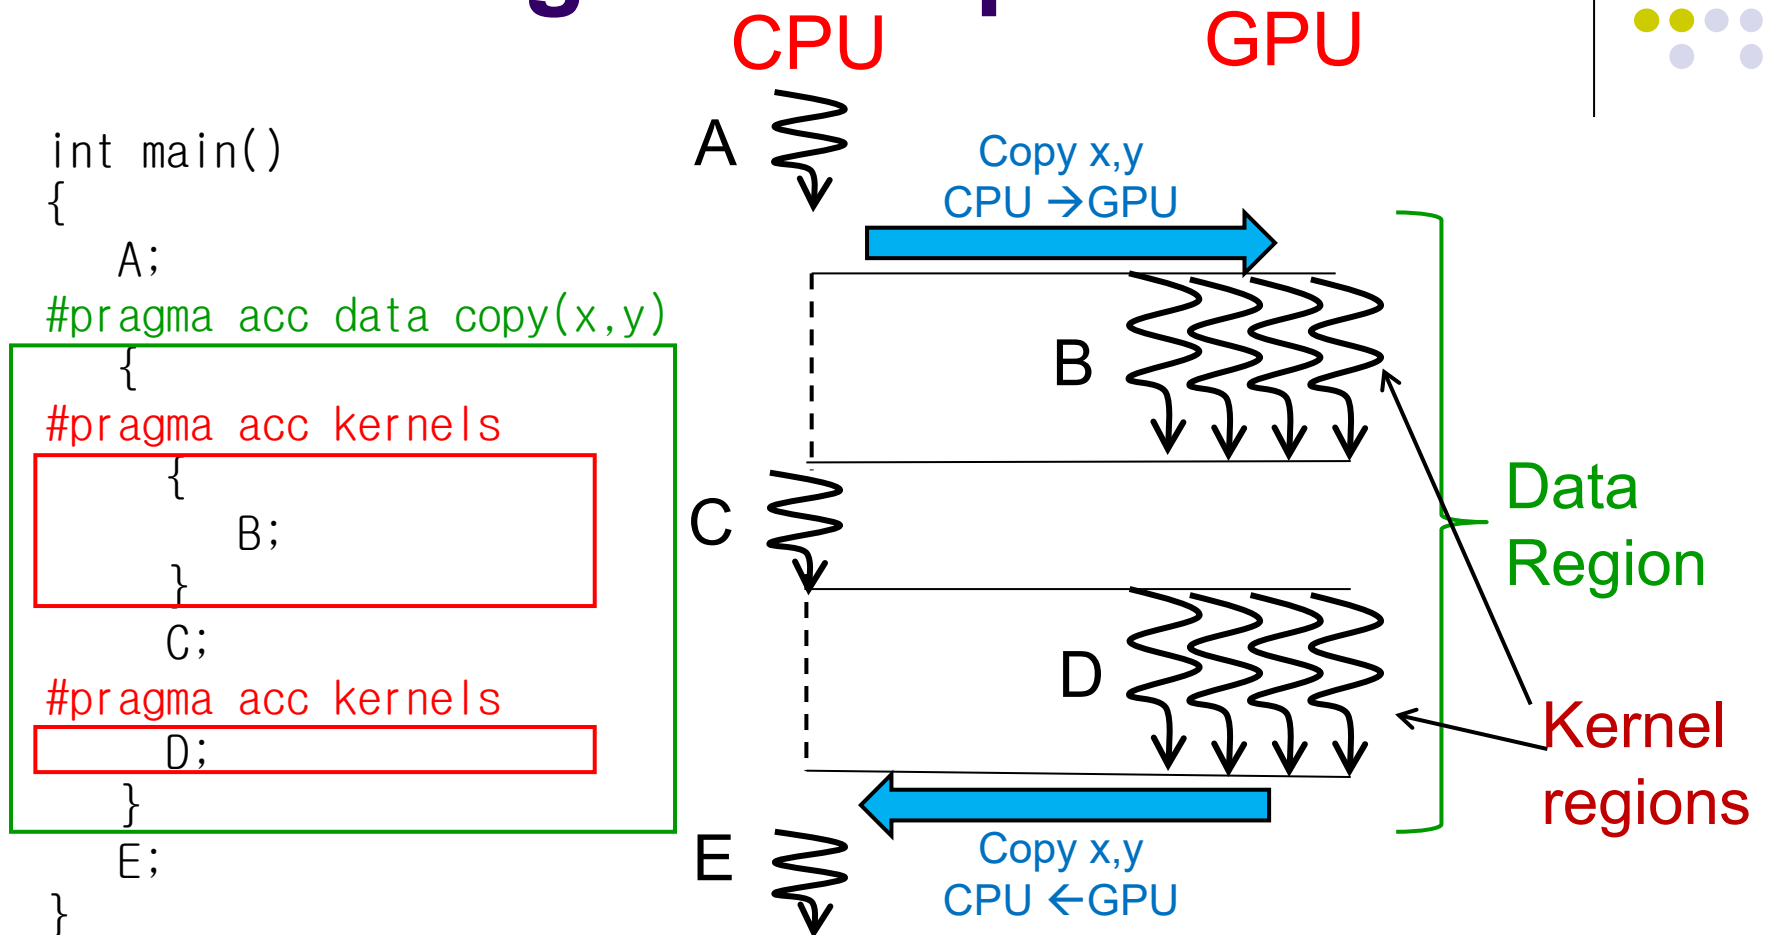 CPU
GPU
int main()
{
A;
#pragma acc data copy(x,y)
{
#pragma acc kernels
{
B;
}
C;
#pragma acc kernels
D;
}
E;
}
A
Copy x,y
CPU →GPU
B
C
D
E
Copy x,y
CPU ←GPU
Data
Region
Kernel
regions